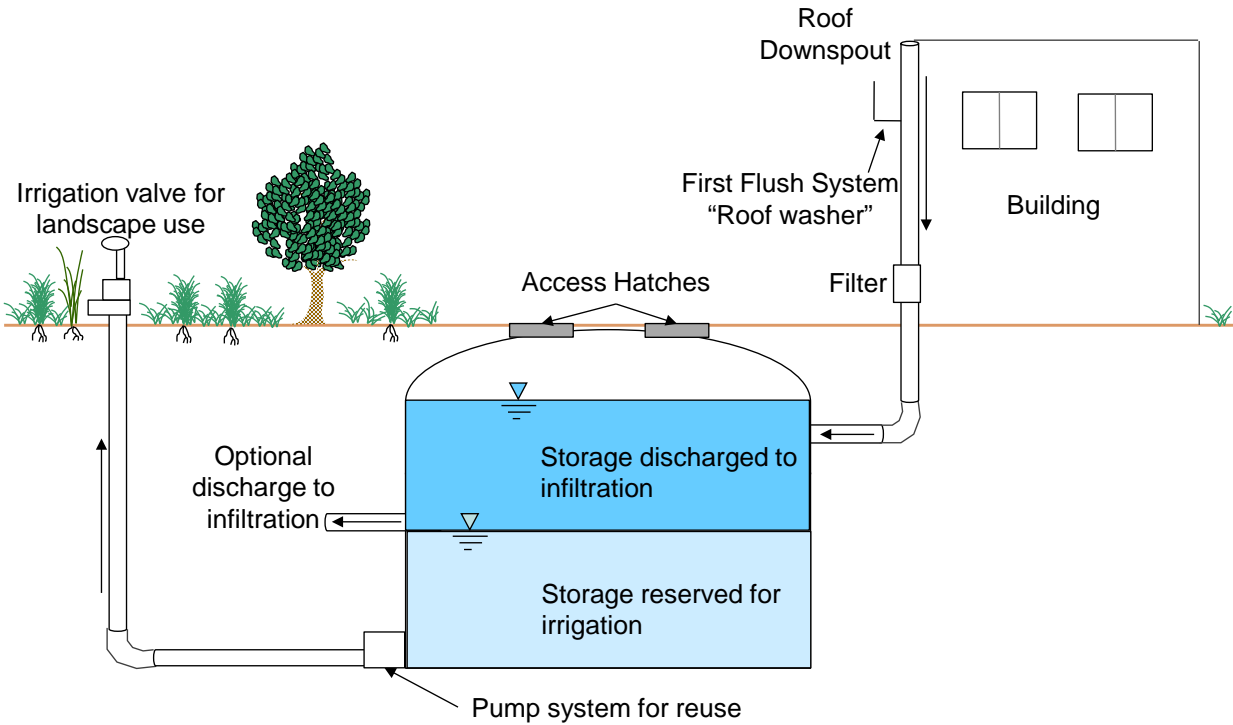 Roof
Downspout
First Flush System
“Roof washer”
Building
Irrigation valve for
landscape use
Access Hatches
Filter
Optional
discharge to
infiltration
Storage discharged to
infiltration
Storage reserved for
irrigation
Pump system for reuse